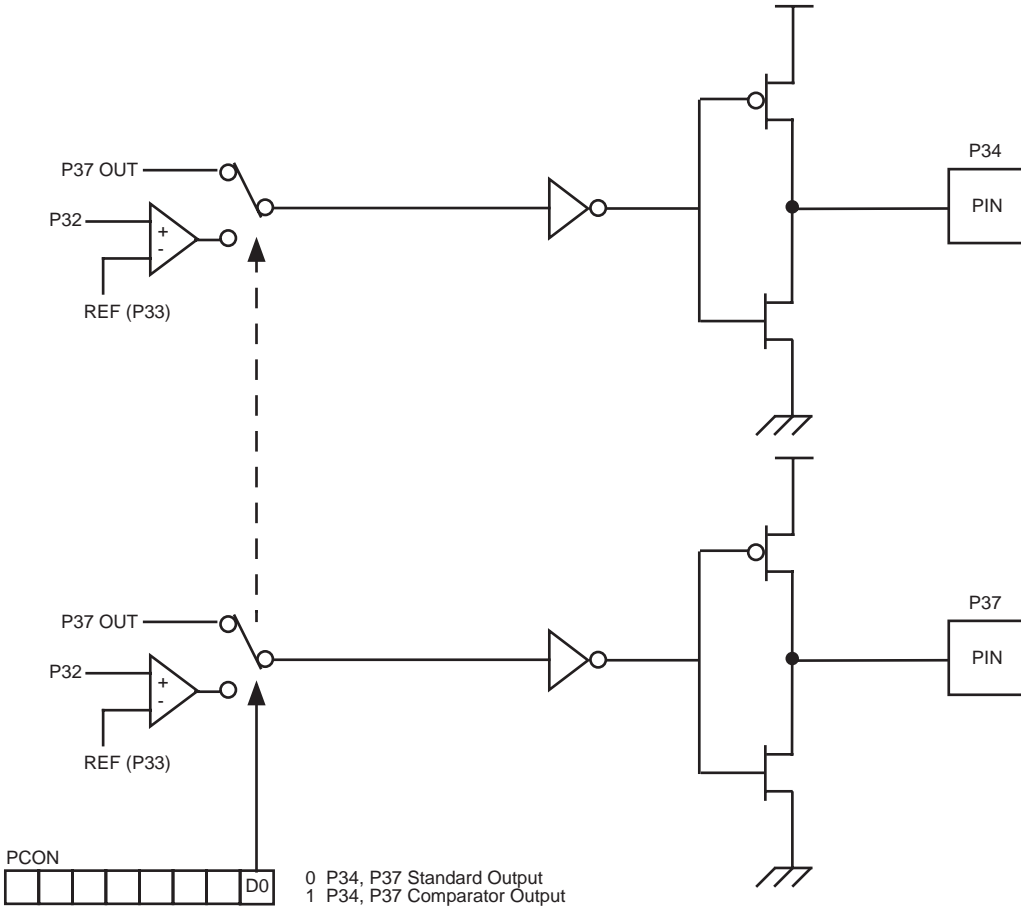 P34
P37 OUT
P32
+
-
PIN
REF (P33)
P37
P37 OUT
P32
+
-
PIN
REF (P33)
PCON
D0
0 P34, P37 Standard Output
1 P34, P37 Comparator Output